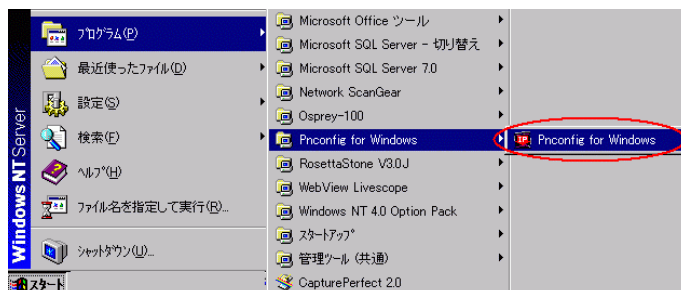 Windows NT Server
プログラム(P)
最近使ったファイル(D)
設定(S)
検索(F)
ヘルプ(H)
ファイル名を指定して実行(R)...
シャットダウン(U)...
スタート
Microsoft Office ツール
Microsoft SQL Server - 切り替え
Microsoft SQL Server 7.0
Network ScanGear
Osprey-100
Pnconfig for Windows
RosettaStone V3.0J
WebView Livescope
Windows NT 4.0 Option Pack
スタートアップ
管理ツール (共通)
CapturePerfect 2.0
IP
Pnconfig for Windows